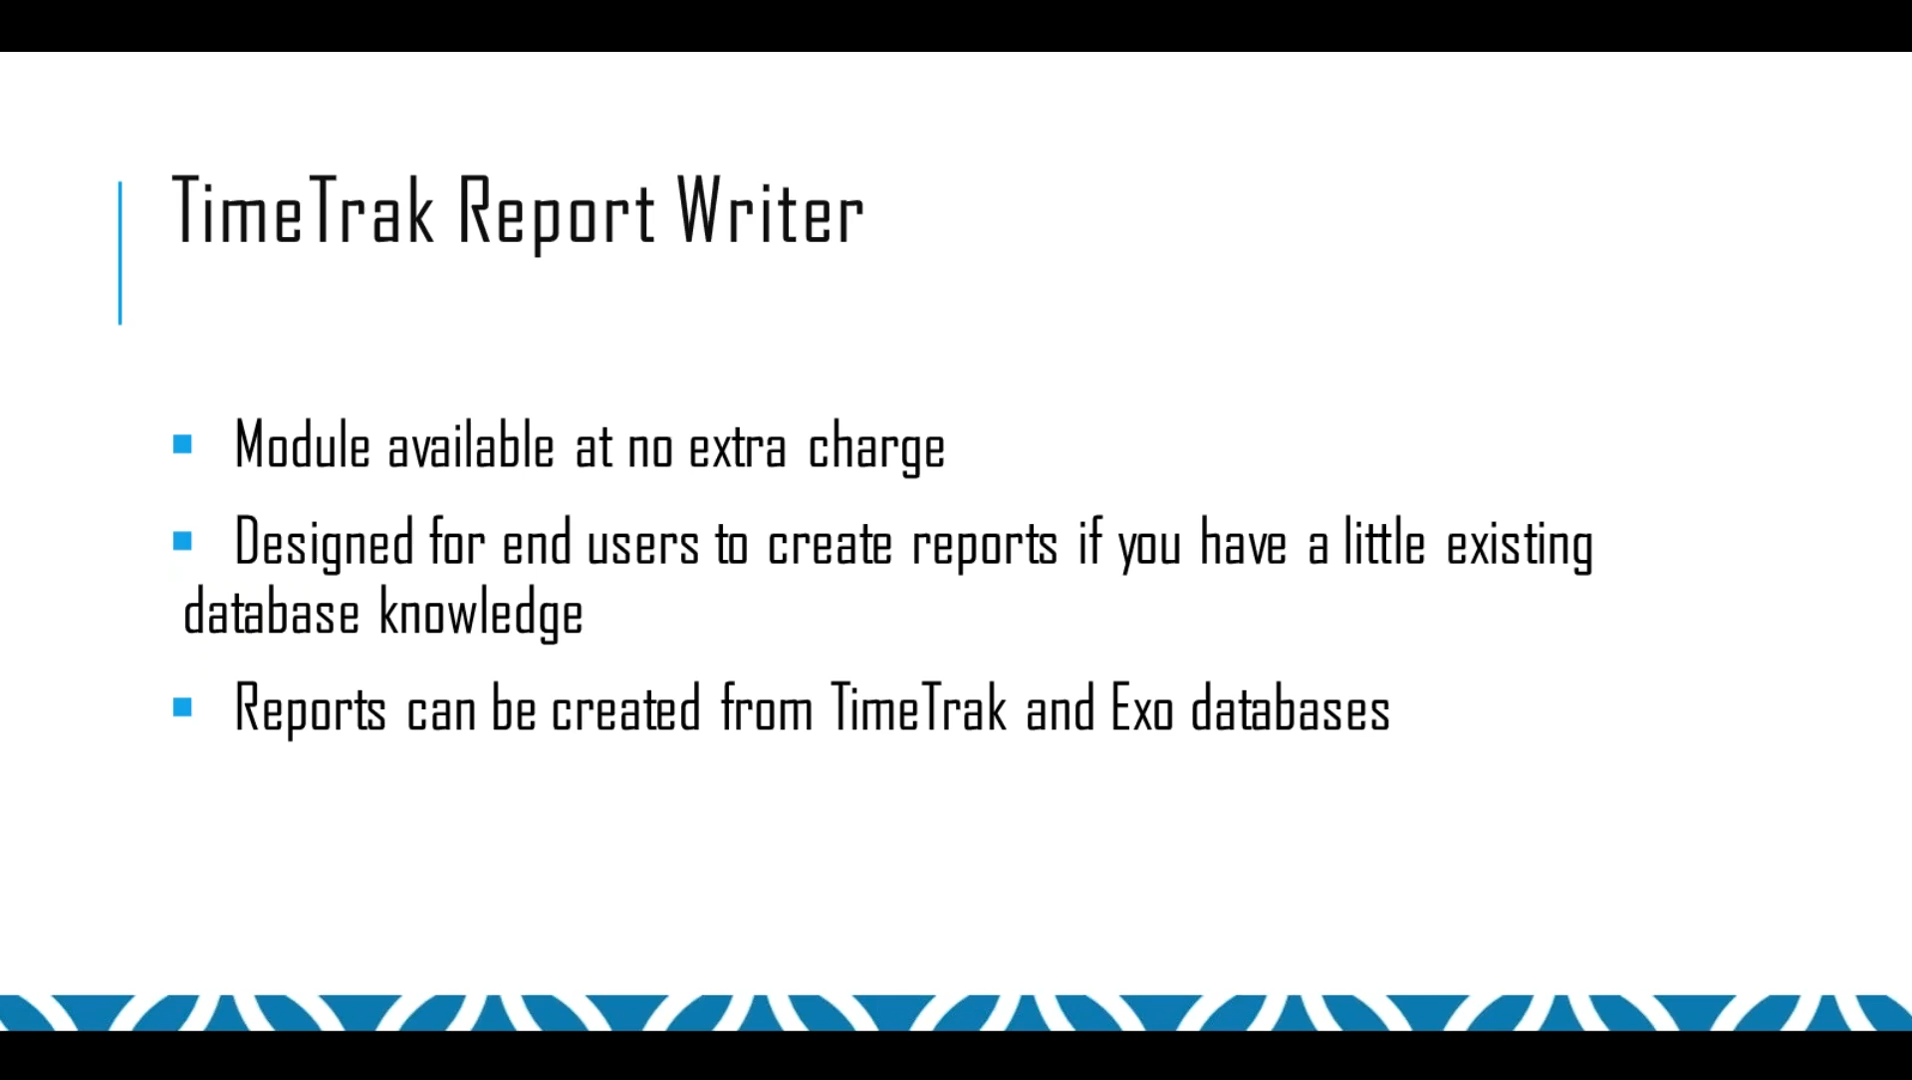 TimeTrak Report Writer
▪ Module available at no extra charge
▪ Designed for end users to create reports if you have a little existing
database knowledge
▪ Reports can be created from TimeTrak and Exo databases